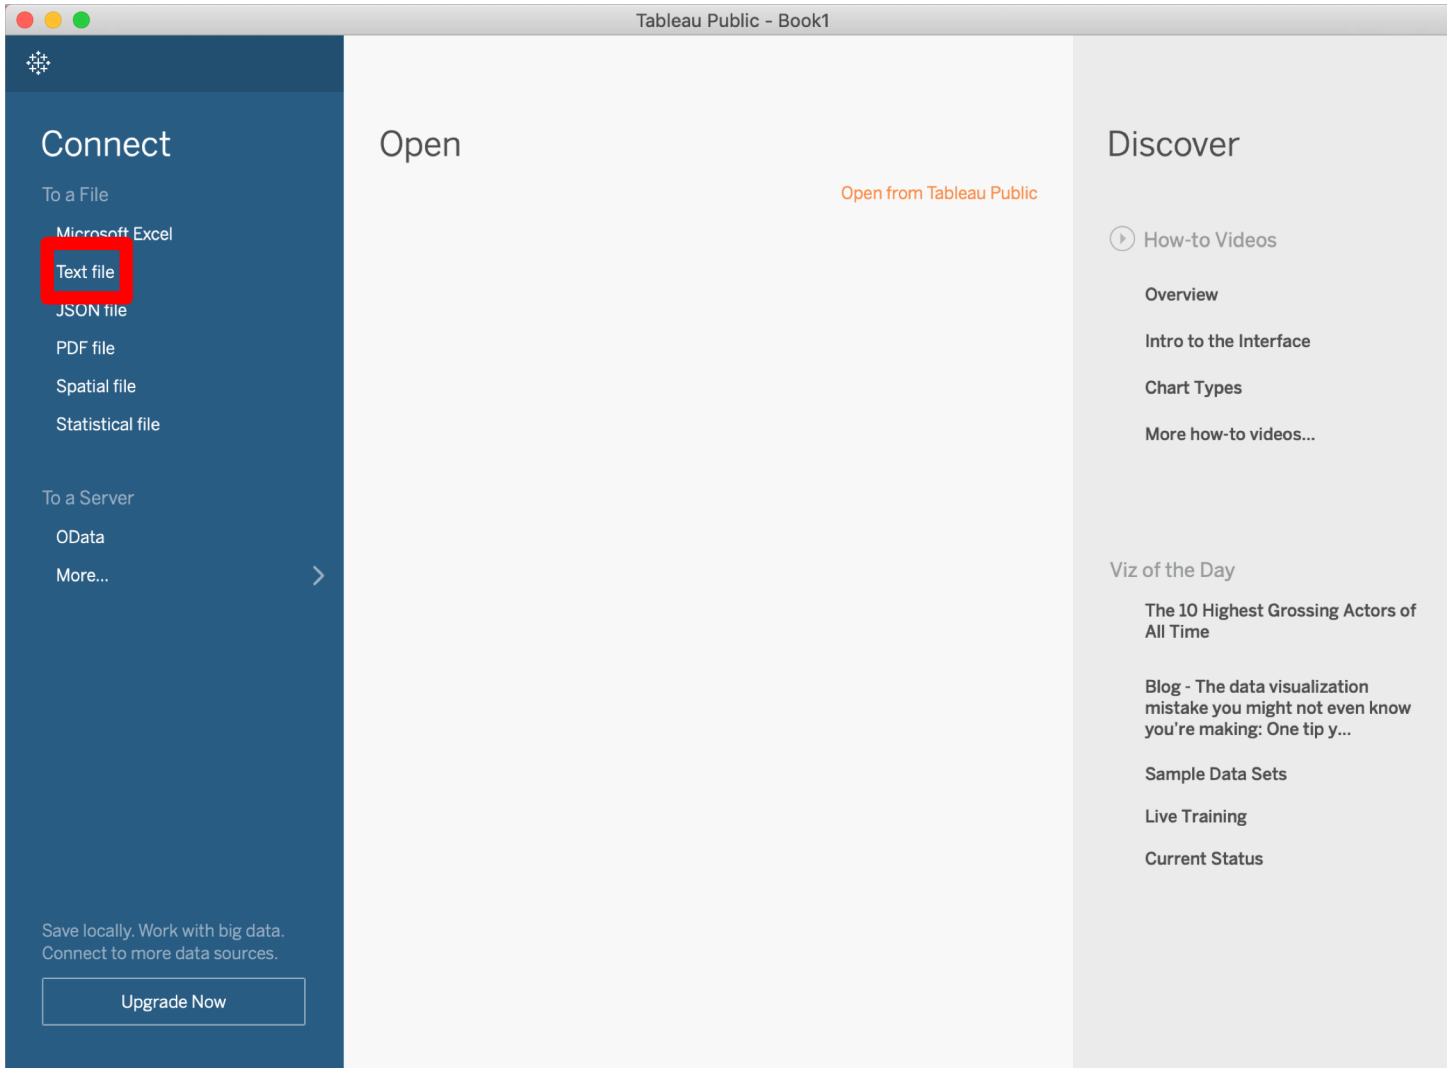 Tableau Public - Book1
Connect
To a File
Microsoft Excel
Text file
JSON file
PDF file
Spatial file
Statistical file
To a Server
OData
More...
Save locally. Work with big data.
Connect to more data sources.
Upgrade Now
Open
Open from Tableau Public
Discover
How-to Videos
Overview
Intro to the Interface
Chart Types
More how-to videos...
Viz of the Day
The 10 Highest Grossing Actors of
All Time
Blog - The data visualization
mistake you might not even know
you're making: One tip y...
Sample Data Sets
Live Training
Current Status